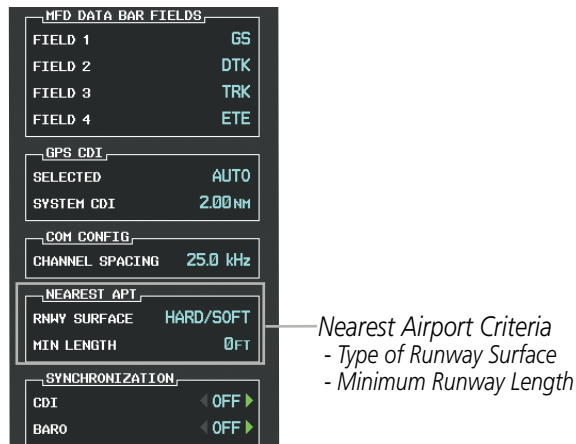 MFD DATA BAR FIELDS
FIELD 1 GS
FIELD 2 DTK
FIELD 3 TRK
FIELD 4 ETE
GPS CDI
SELECTED AUTO
SYSTEM CDI 2.00NM
COM CONFIG
CHANNEL SPACING 25.0 kHz
NEAREST APT
RNWY SURFACE HARD/SOFT
MIN LENGTH 0FT
SYNCHRONIZATION
CDI OFF
BARO OFF
Nearest Airport Criteria
- Type of Runway Surface
- Minimum Runway Length